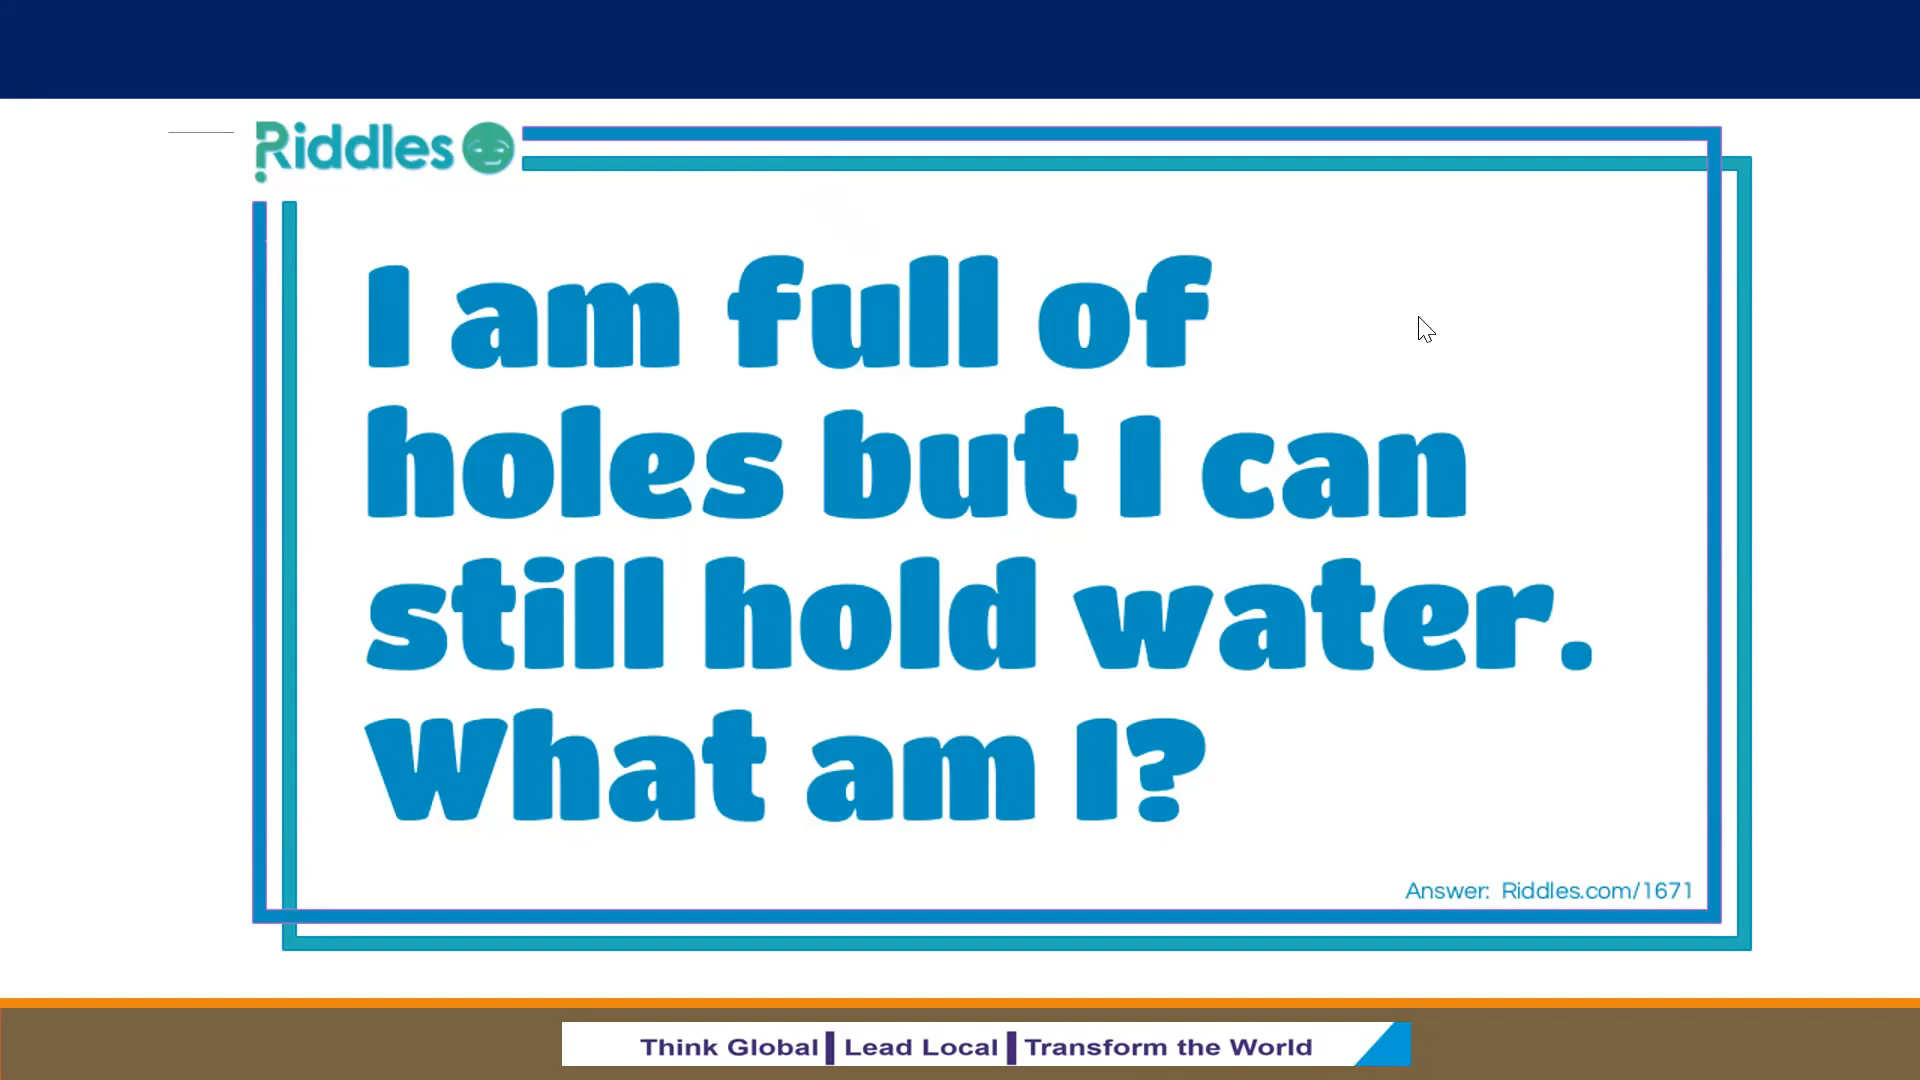 Riddles
I am full of
holes but I can
still hold water.
What am I?
Answer: Riddles.com/1671
Think Global Lead Local Transform the World